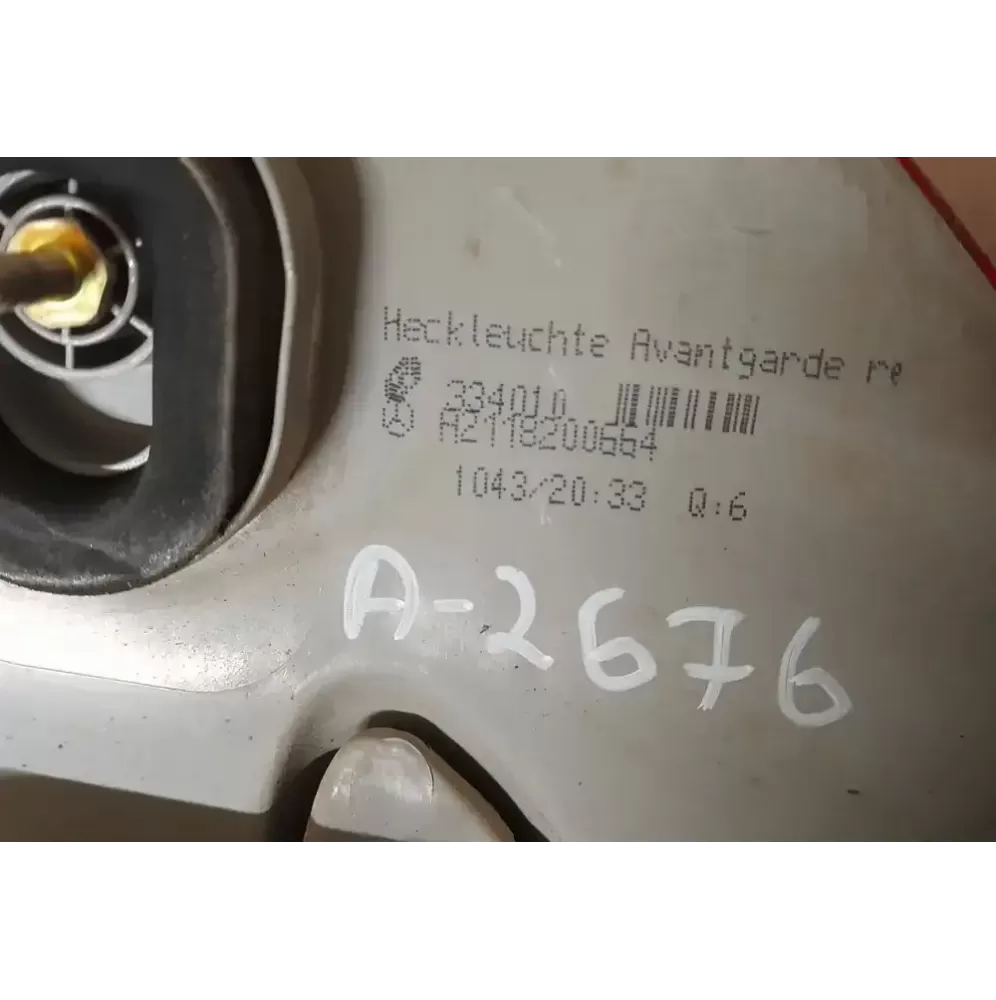 Heckleuchte Avantgarde re
334010
A2118200664
1043/20:33 Q:6
A-2676